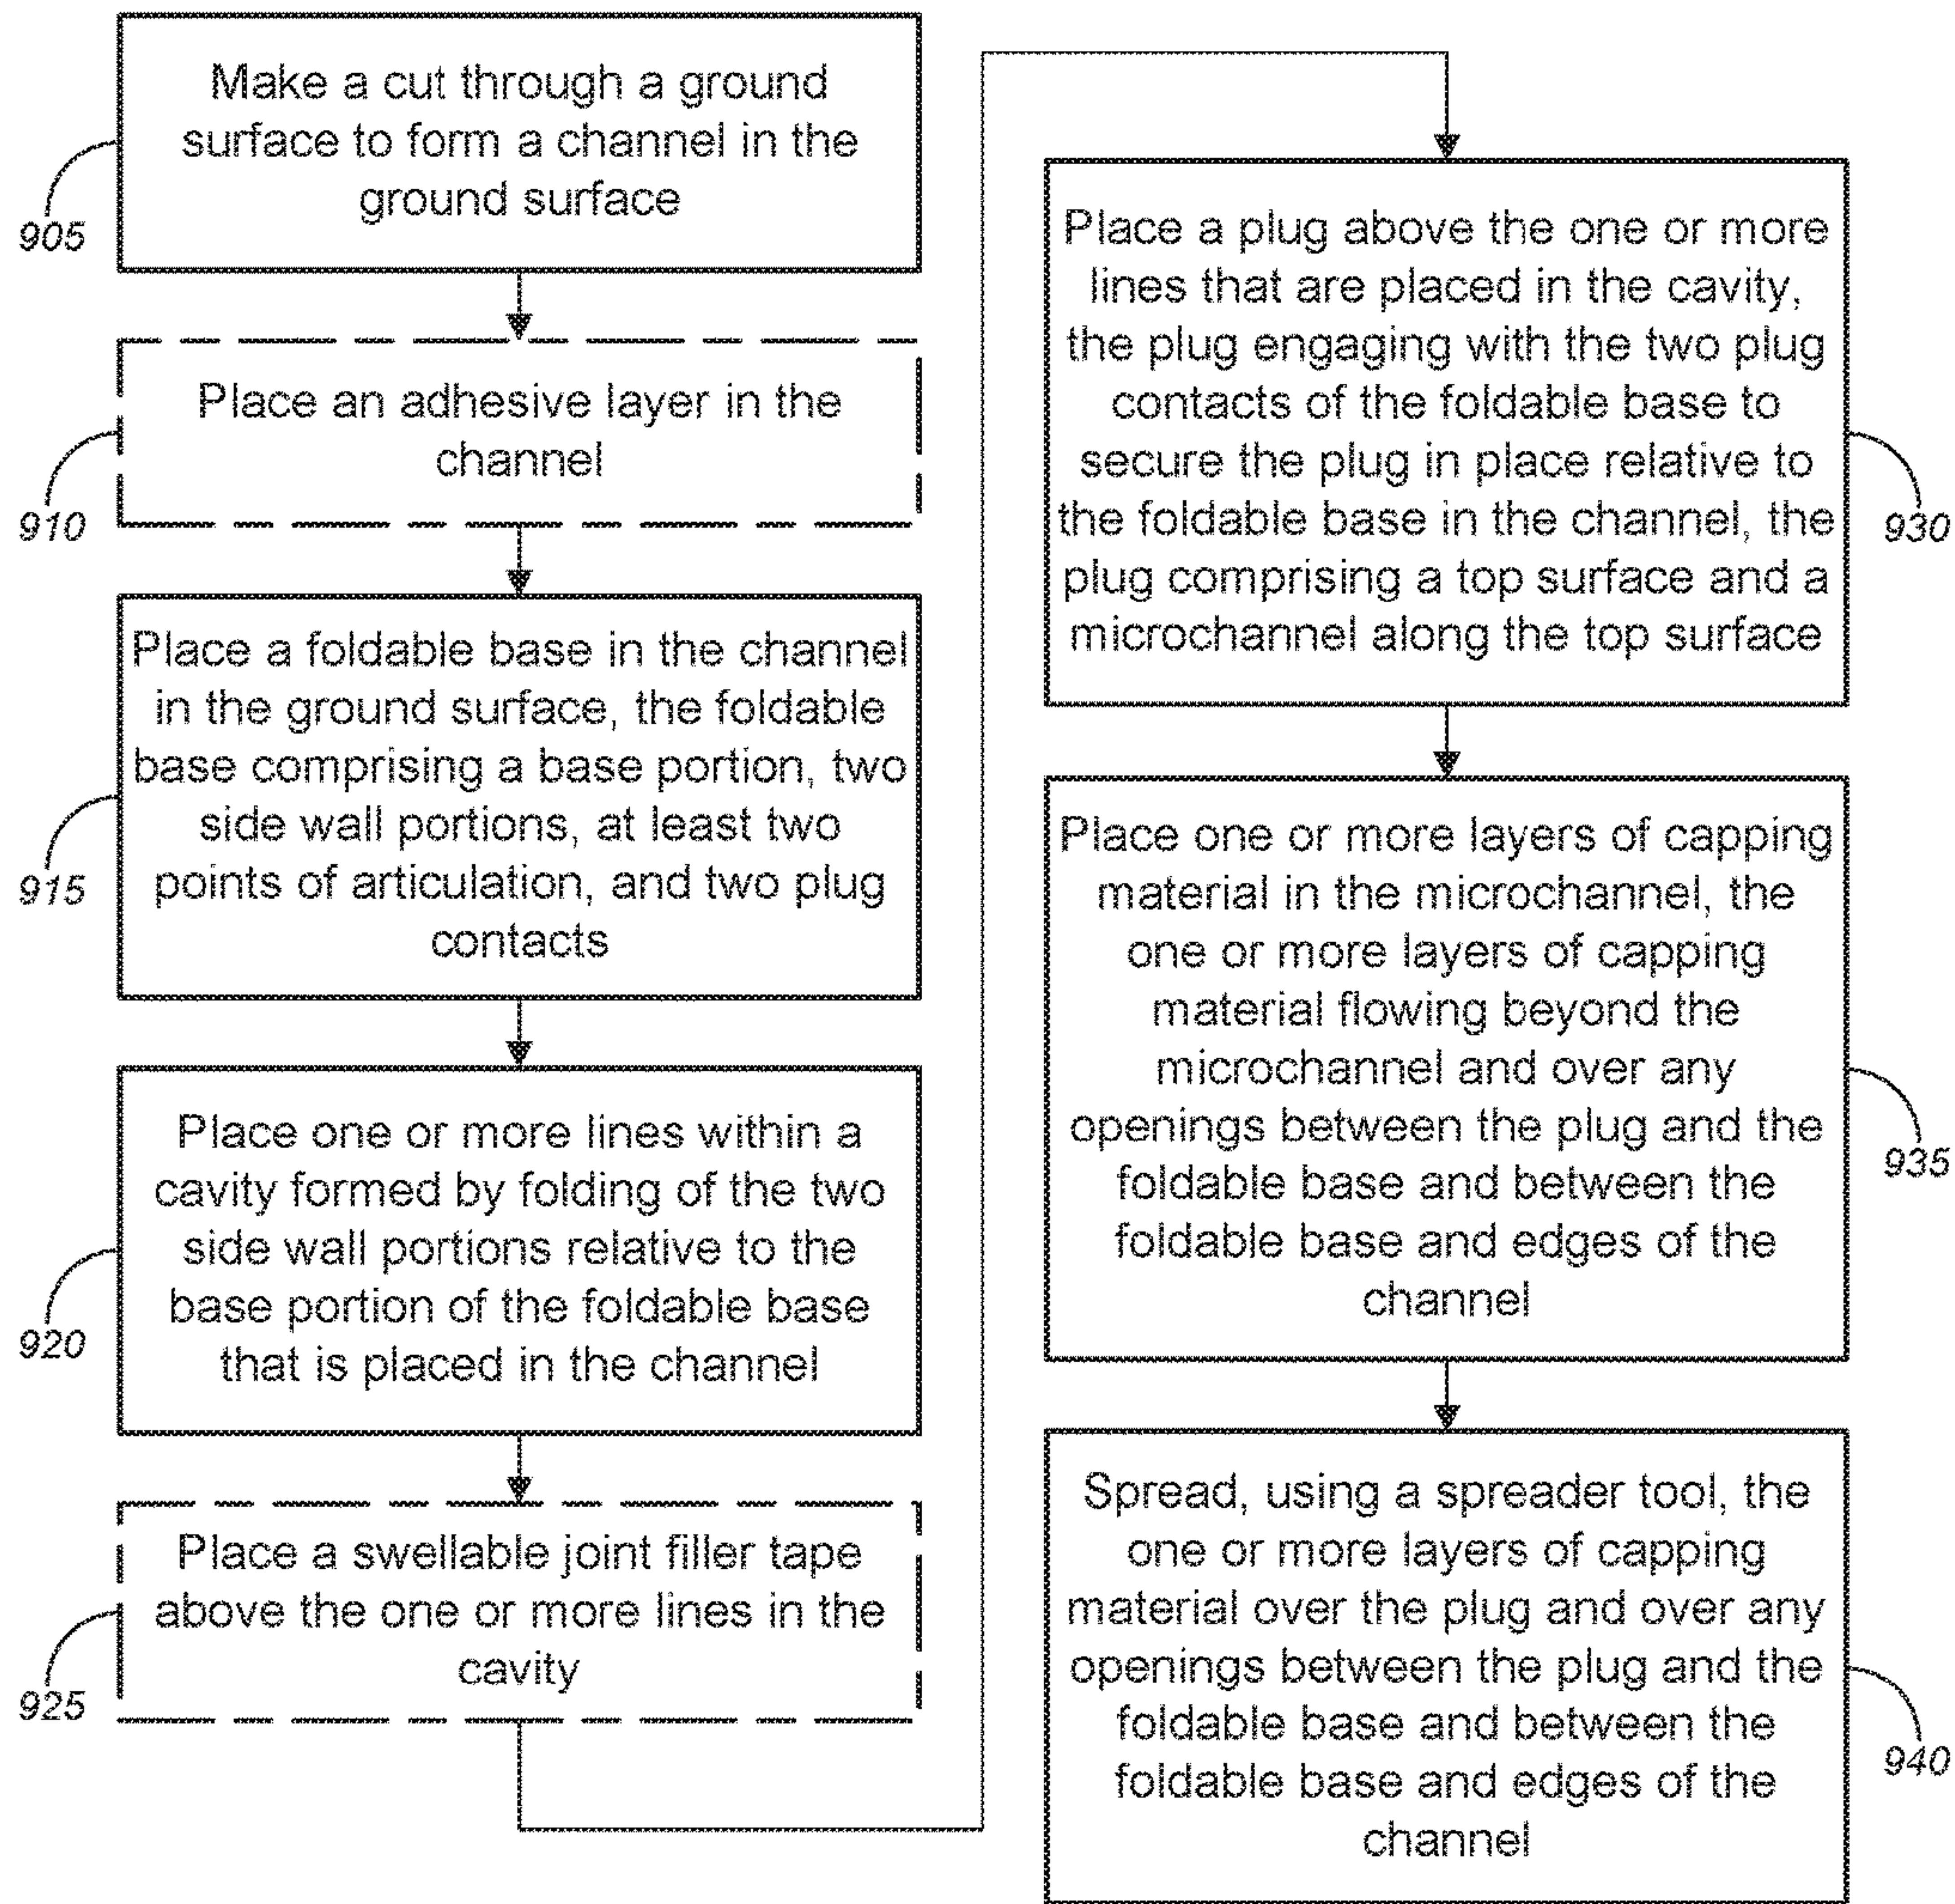 Make a cut through a ground
surface to form a channel in the
ground surface
905
Place an adhesive layer in the
channel
910
Place a foldable base in the channel
in the ground surface, the foldable
base comprising a base portion, two
side wall portions, at least two
points of articulation, and two plug
contacts
915
Place one or more lines within a
cavity formed by folding of the two
side wall portions relative to the
base portion of the foldable base
that is placed in the channel
920
Place a swellable joint filler tape
above the one or more lines in the
cavity
925
Place a plug above the one or more
lines that are placed in the cavity,
the plug engaging with the two plug
contacts of the foldable base to
secure the plug in place relative to
the foldable base in the channel, the
plug comprising a top surface and a
microchannel along the top surface
930
Place one or more layers of capping
material in the microchannel, the
one or more layers of capping
material flowing beyond the
microchannel and over any
openings between the plug and the
foldable base and between the
foldable base and edges of the
channel
935
Spread, using a spreader tool, the
one or more layers of capping
material over the plug and over any
openings between the plug and the
foldable base and between the
foldable base and edges of the
channel
940